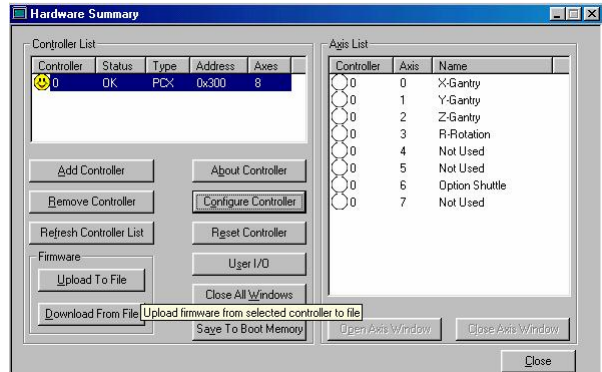 Hardware Summary
Controller List
Controller Status Type Address Axes
0 OK PCX 0x300 8
Add Controller
About Controller
Remove Controller
Configure Controller
Refresh Controller List
Reset Controller
Firmware
User I/O
Upload To File
Close All Windows
Download From File
Upload firmware from selected controller to file
Save To Boot Memory
Axis List
Controller Axis Name
0 0 X-Gantry
0 1 Y-Gantry
0 2 Z-Gantry
0 3 R-Rotation
0 4 Not Used
0 5 Not Used
0 6 Option Shuttle
0 7 Not Used
Open Axis Window
Close Axis Window
Close